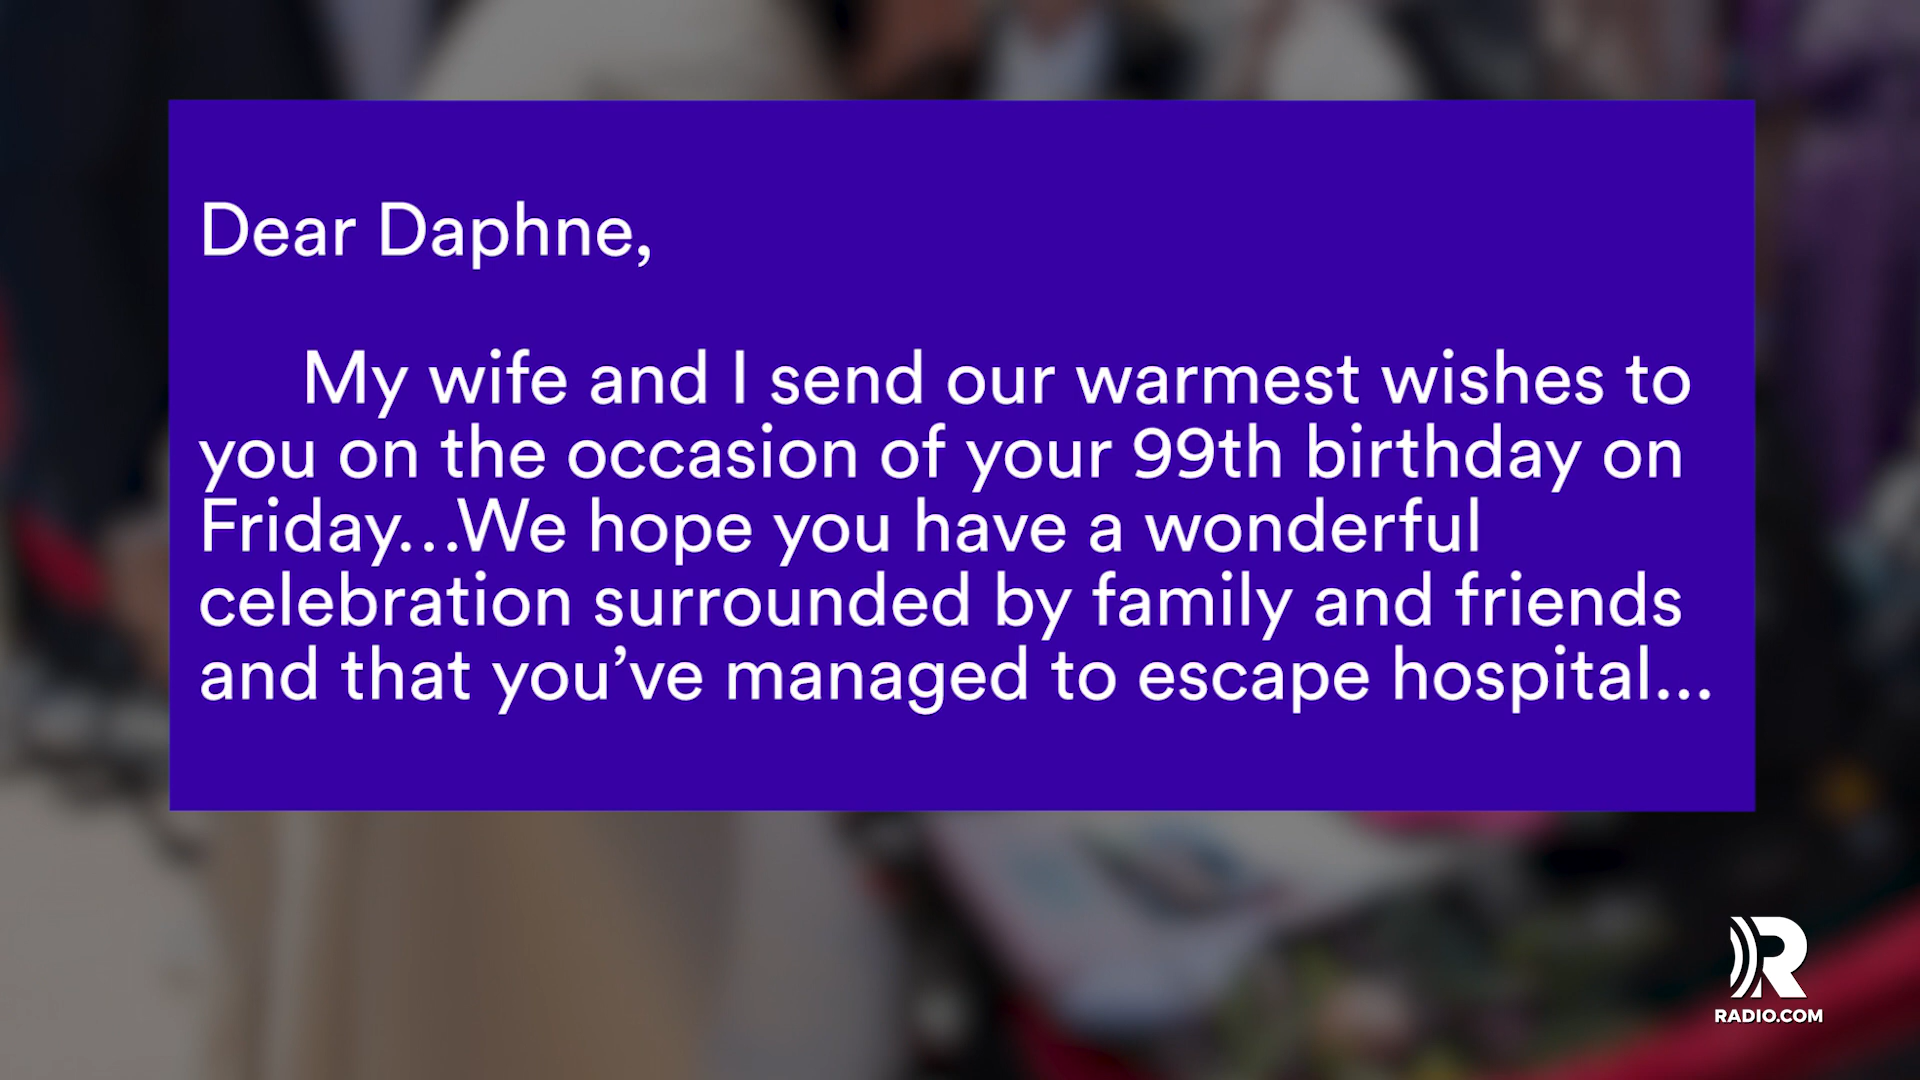 Dear Daphne,
My wife and I send our warmest wishes to
you on the occasion of your 99th birthday on
Friday...We hope you have a wonderful
celebration surrounded by family and friends
and that you’ve managed to escape hospital...
R
RADIO.COM